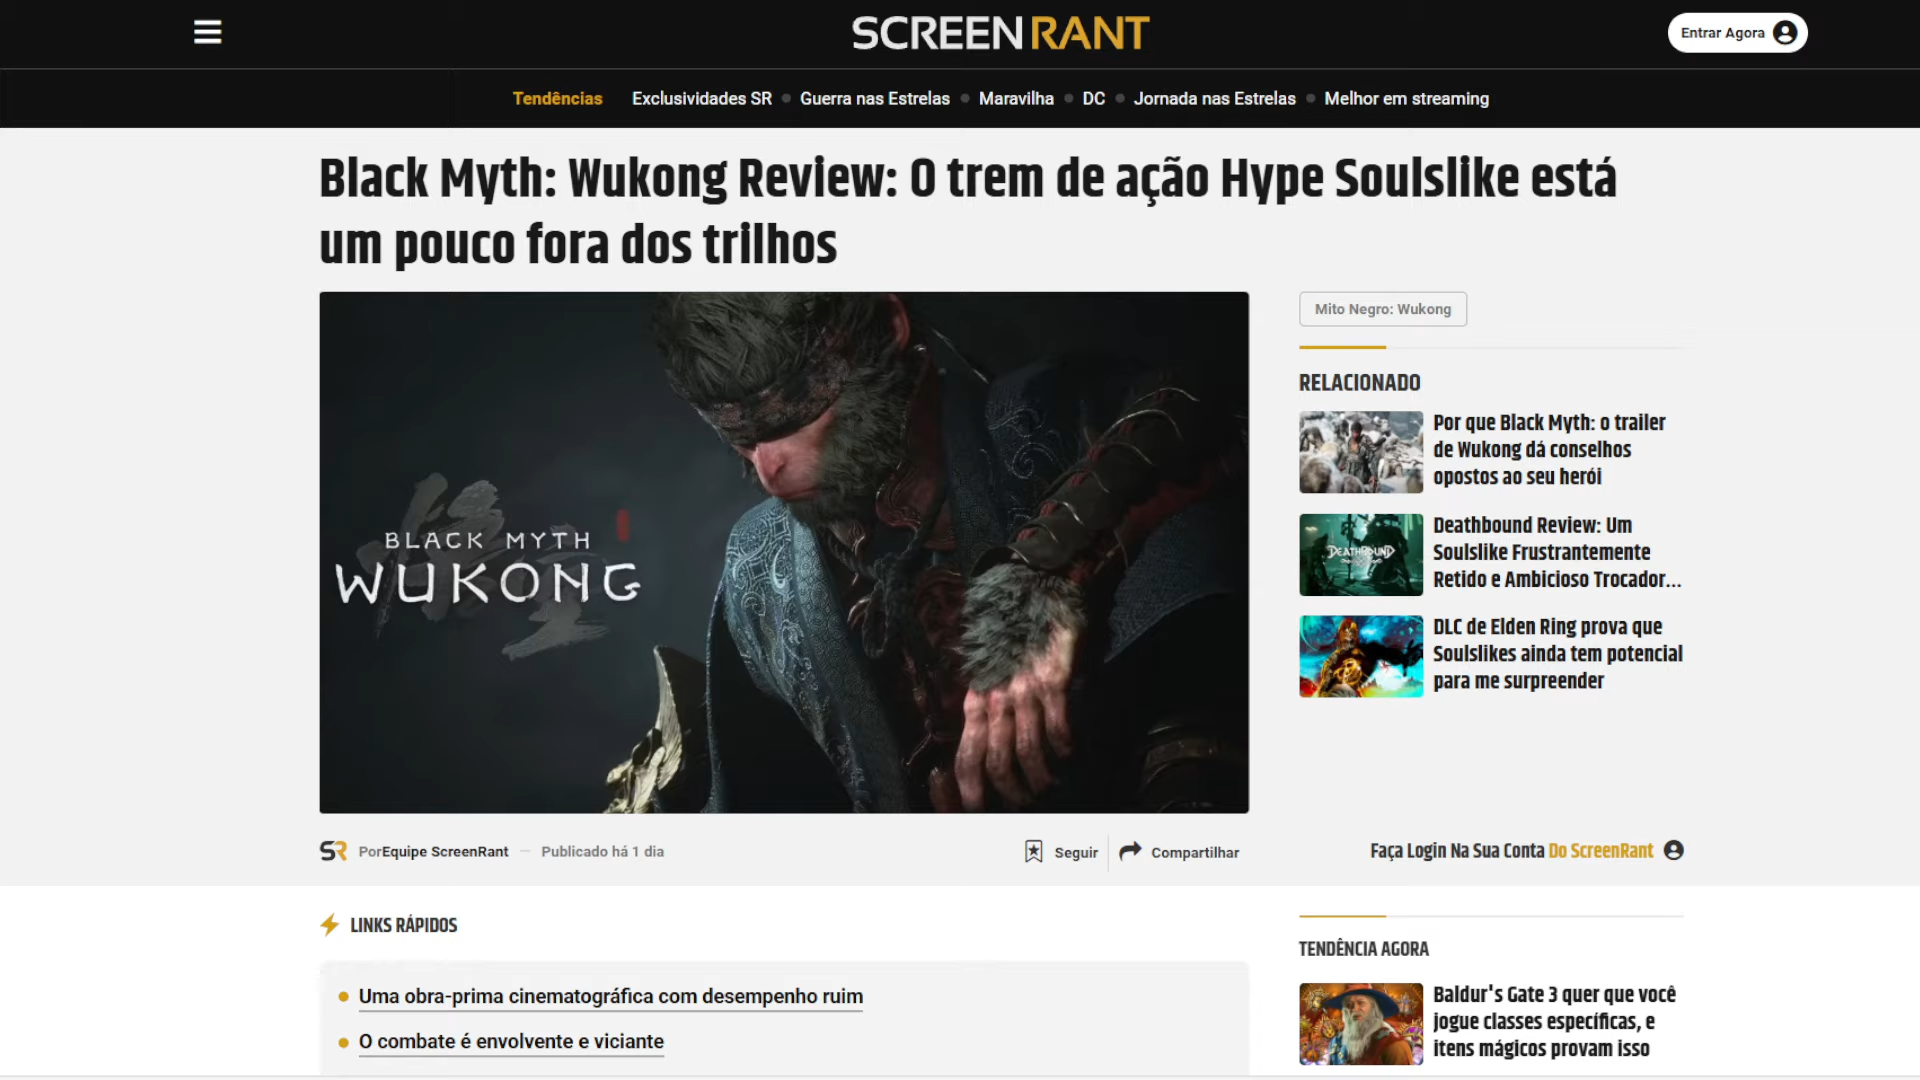 SCREENRANT
Entrar Agora
Tendências Exclusividades SR Guerra nas Estrelas Maravilha DC Jornada nas Estrelas Melhor em streaming
Black Myth: Wukong Review: O trem de ação Hype Soulslike está
um pouco fora dos trilhos
BLACK MYTH
WUKONG
Mito Negro: Wukong
RELACIONADO
Por que Black Myth: o trailer
de Wukong dá conselhos
opostos ao seu herói
DEATHBOUND
Deathbound Review: Um
Soulslike Frustrantemente
Retido e Ambicioso Trocador...
DLC de Elden Ring prova que
Soulslikes ainda tem potencial
para me surpreender
SR PorEquipe ScreenRant — Publicado há 1 dia
Seguir
Compartilhar
Faça Login Na Sua Conta Do ScreenRant
LINKS RÁPIDOS
Uma obra-prima cinematográfica com desempenho ruim
O combate é envolvente e viciante
TENDÊNCIA AGORA
Baldur's Gate 3 quer que você
jogue classes específicas, e
itens mágicos provam isso